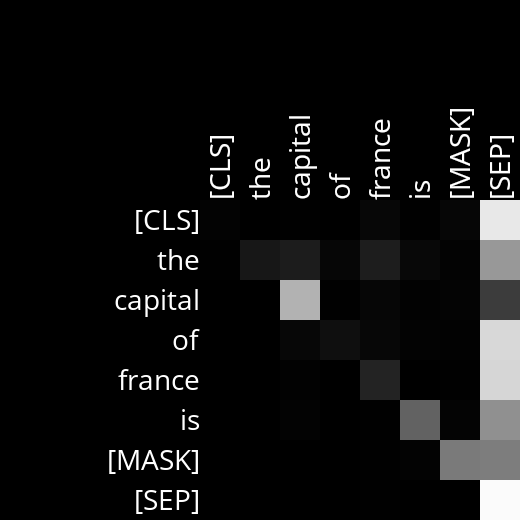 [CLS] the capital of france is [MASK] [SEP]
[CLS]
the
capital
of
france
is
[MASK]
[SEP]